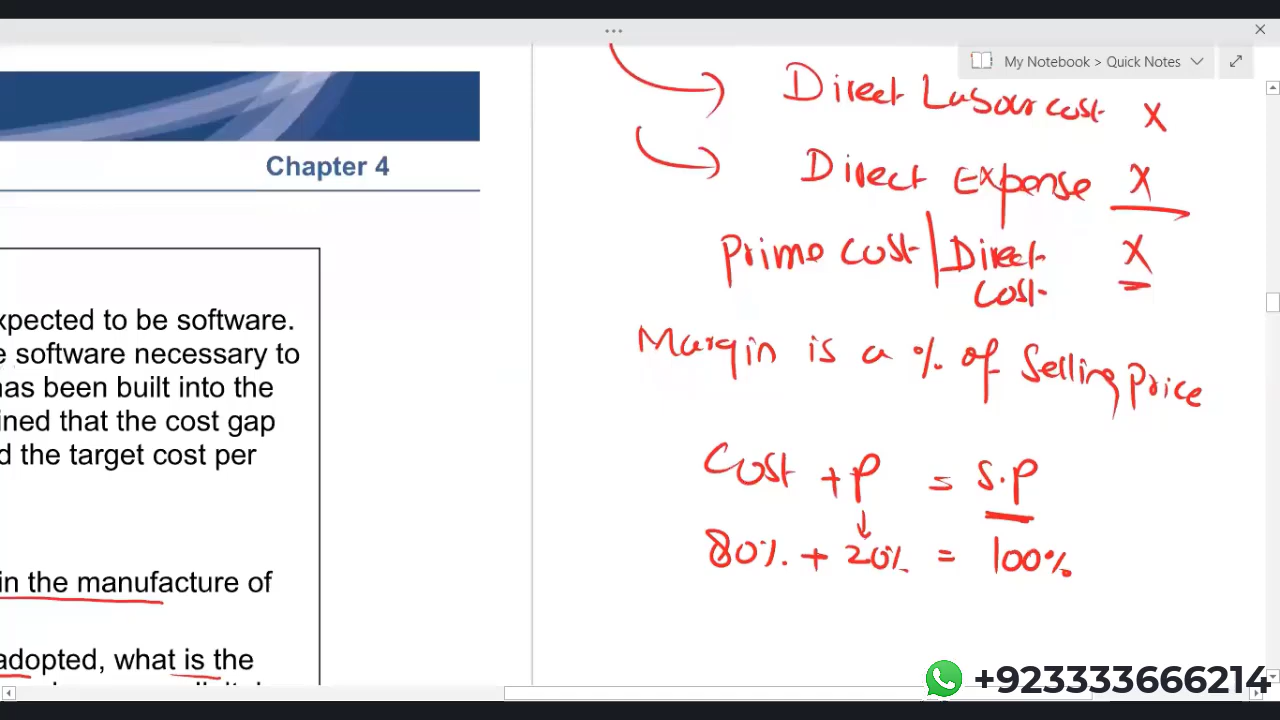 My Notebook > Quick Notes
Direct Labour cost x
Direct Expense x
Prime cost | Direct cost x
Margin is a % of Selling Price
Cost + P = S.P
80% + 20% = 100%
Chapter 4
xpected to be software.
e software necessary to
has been built into the
ined that the cost gap
d the target cost per
in the manufacture of
adopted, what is the
+923333666214